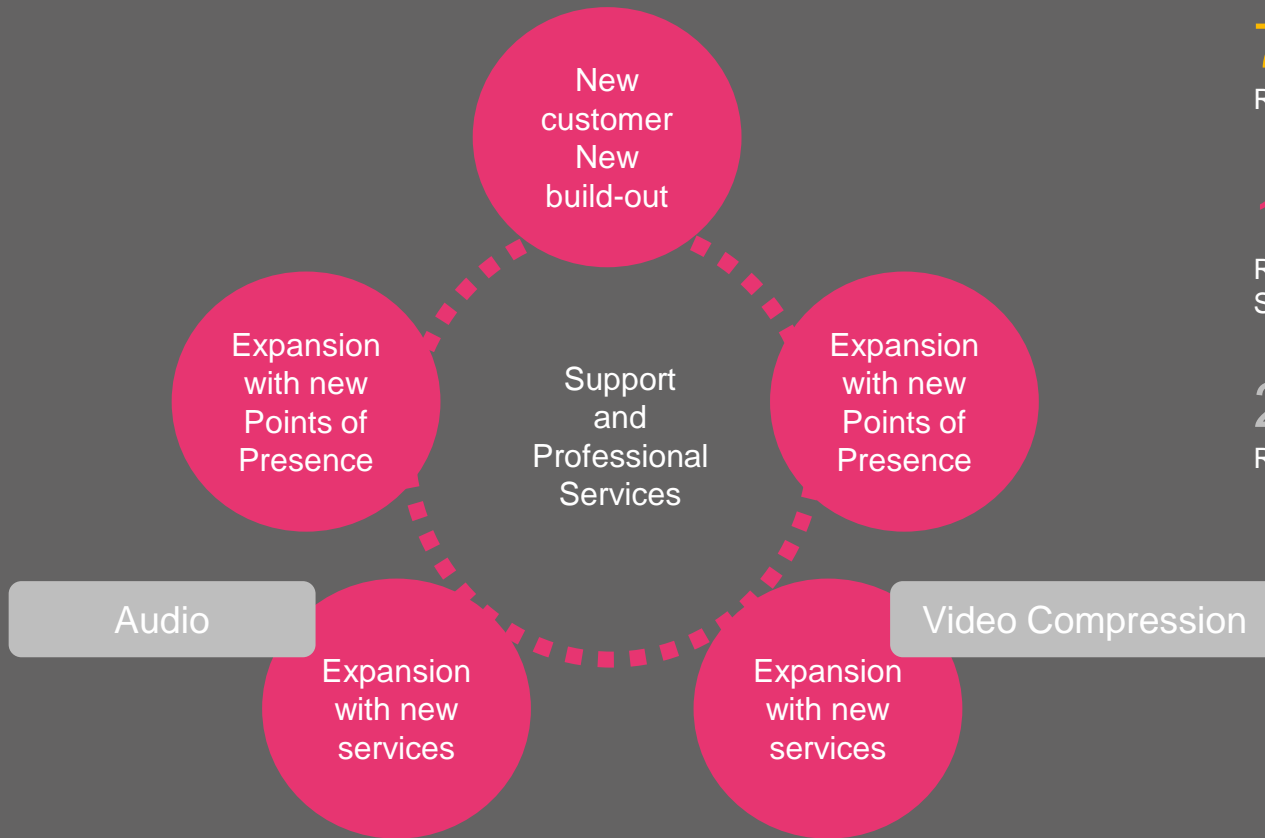 New
customer
New
build-out
Expansion
with new
Points of
Presence
Support
and
Professional
Services
Expansion
with new
Points of
Presence
Audio
Expansion
with new
services
Expansion
with new
services
Video Compression